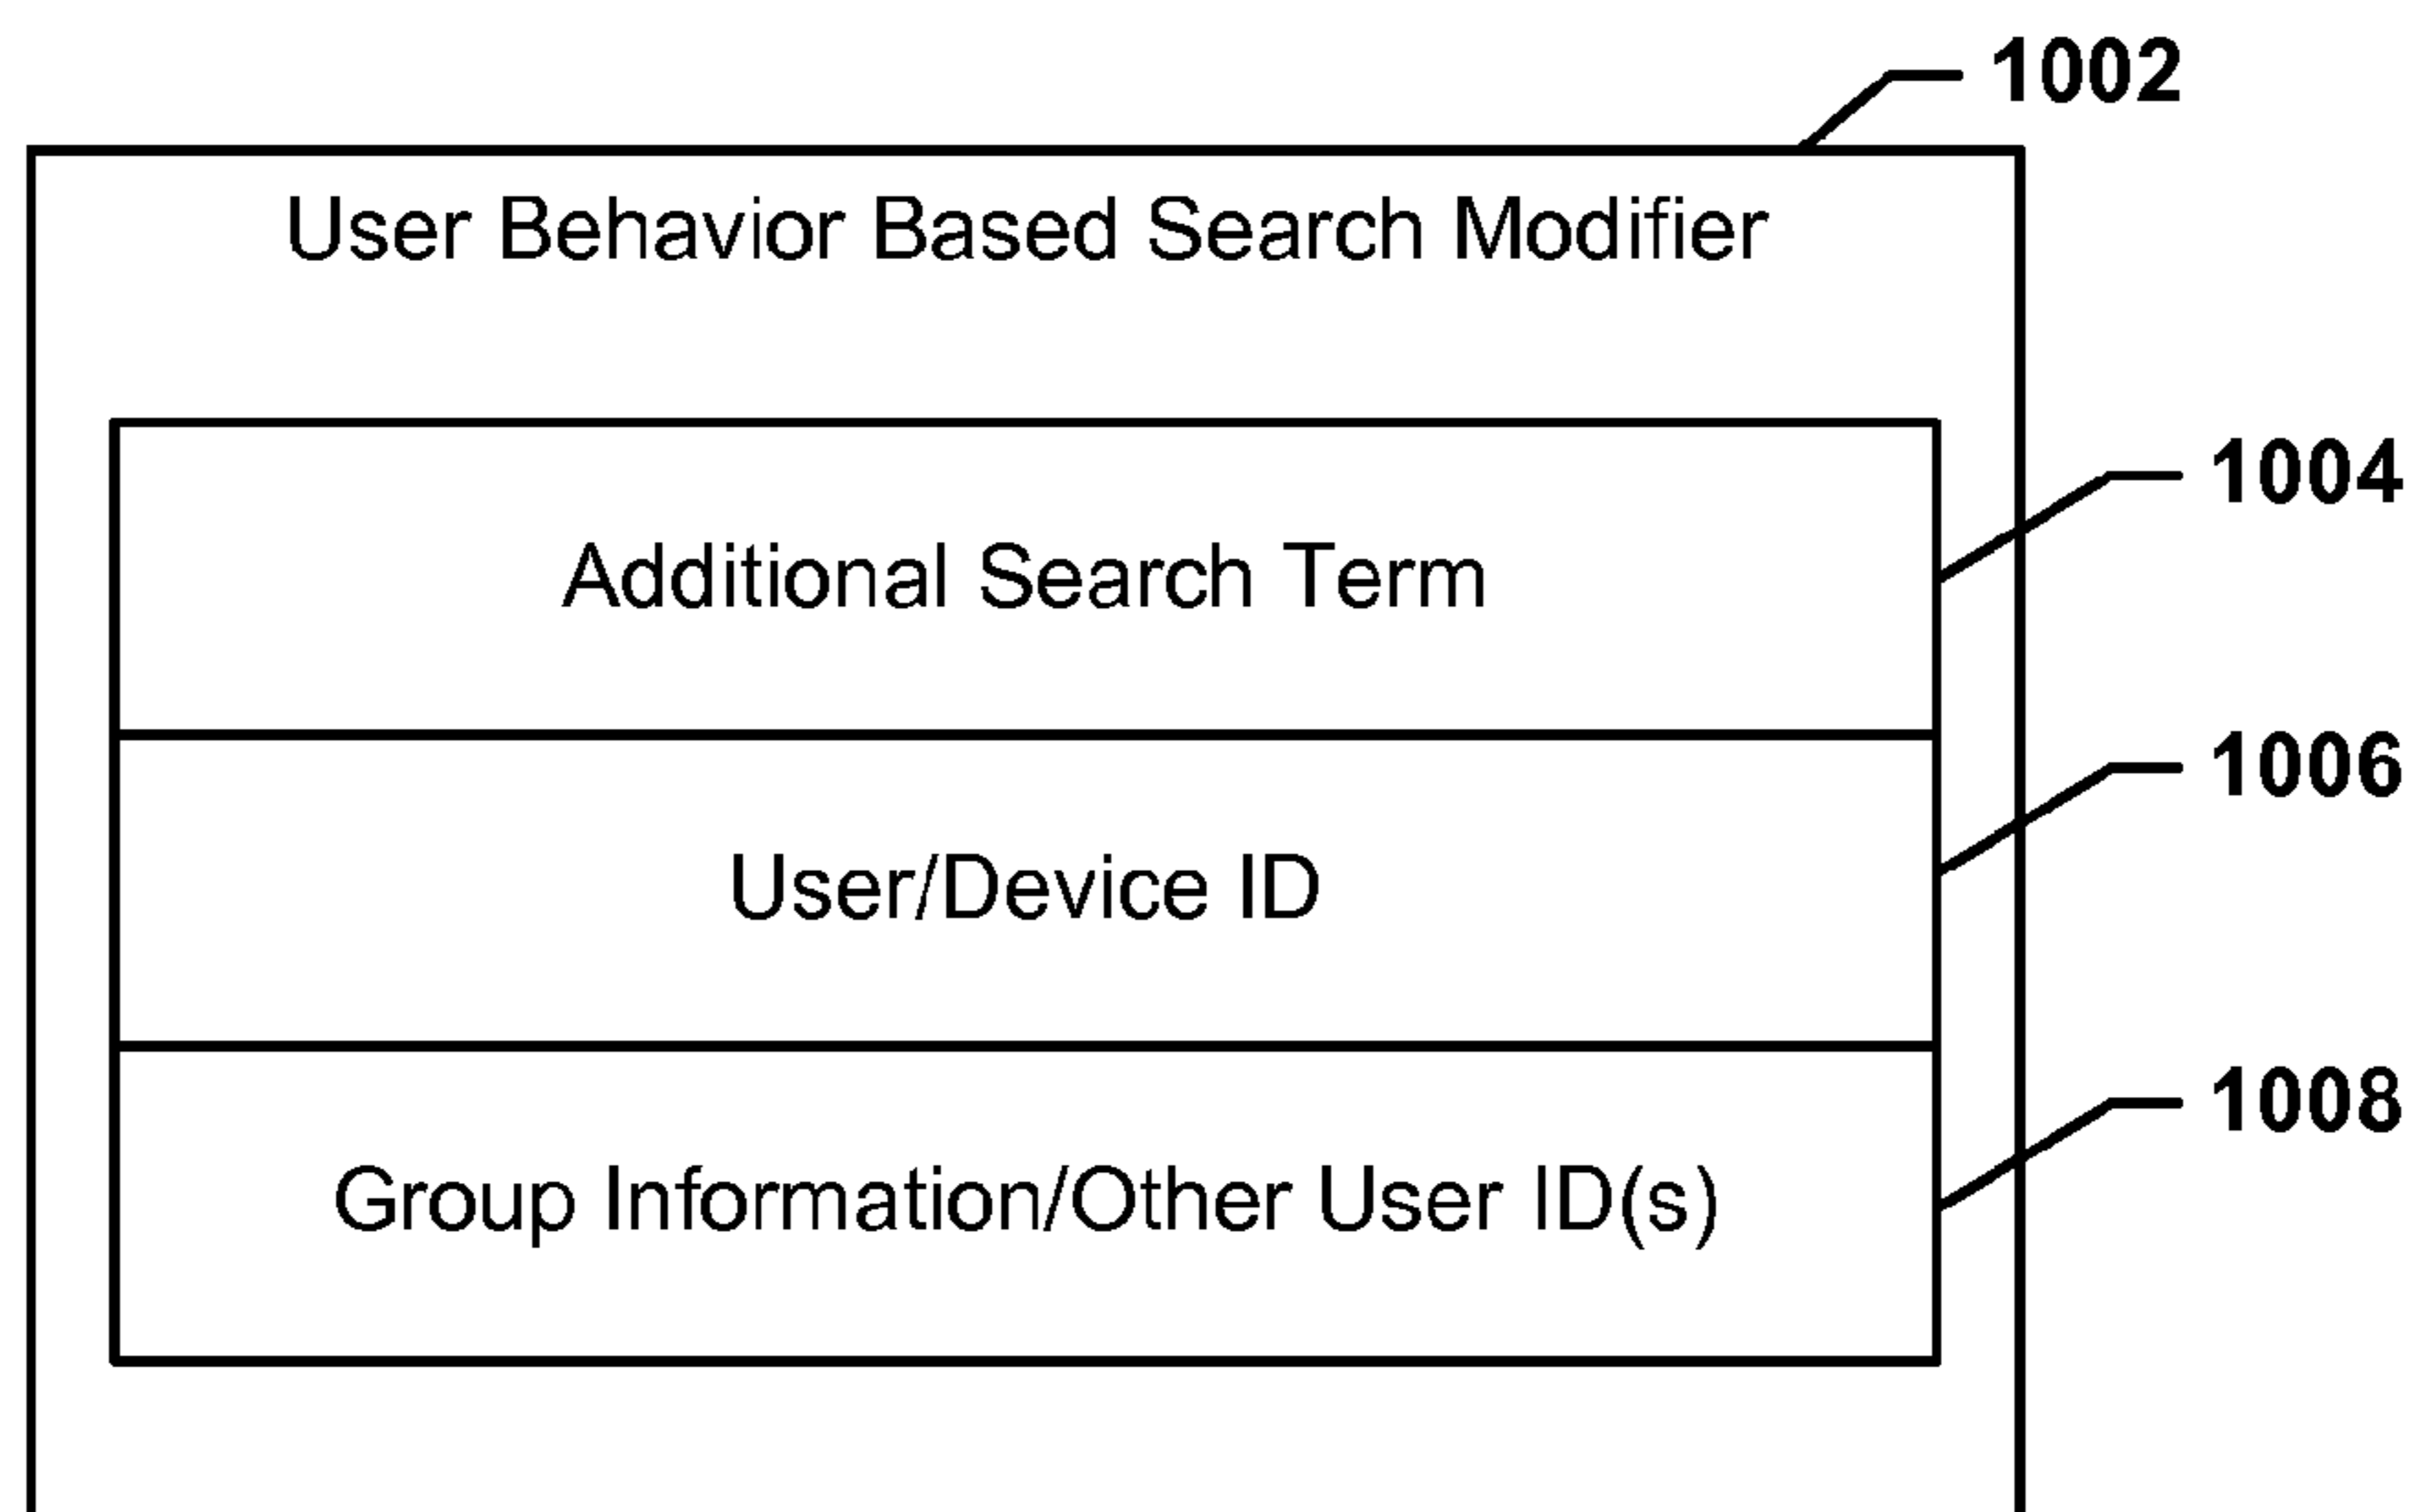 1002
User Behavior Based Search Modifier
1004
Additional Search Term
1006
User/Device ID
1008
Group Information/Other User ID(s)